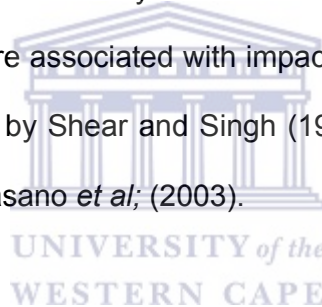 re associated with impac
by Shear and Singh (19
asano et al; (2003).
UNIVERSITY of the
WESTERN CAPE